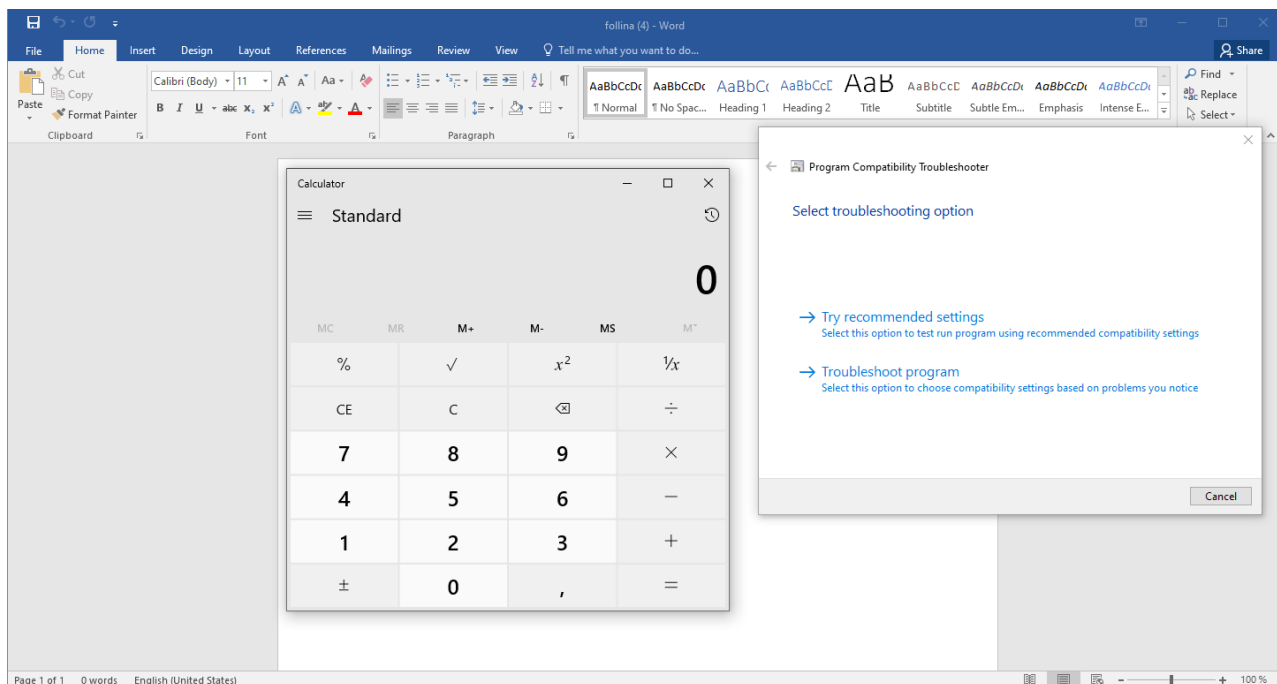 follina (4) - Word
File Home Insert Design Layout References Mailings Review View Tell me what you want to do... Share
Cut
Copy
Format Painter
Paste
Calibri (Body) 11 Aa
B I U abc X₂ X² A ab A
AaBbCcDc AaBbCcDc AaBbCc AaBbCcE AaB AaBbCcE AaBbCcDc AaBbCcDc AaBbCcDc
¶ Normal ¶ No Spac... Heading 1 Heading 2 Title Subtitle Subtle Em... Emphasis Intense E...
Find
Replace
Select
Clipboard Font Paragraph
Calculator
Standard
0
MC MR M+ M- MS M˅
% √ x² ¹/x
CE C ÷
7 8 9 ×
4 5 6 −
1 2 3 +
± 0 , =
Program Compatibility Troubleshooter
Select troubleshooting option
Try recommended settings
Select this option to test run program using recommended compatibility settings
Troubleshoot program
Select this option to choose compatibility settings based on problems you notice
Cancel
Page 1 of 1 0 words English (United States) 100 %